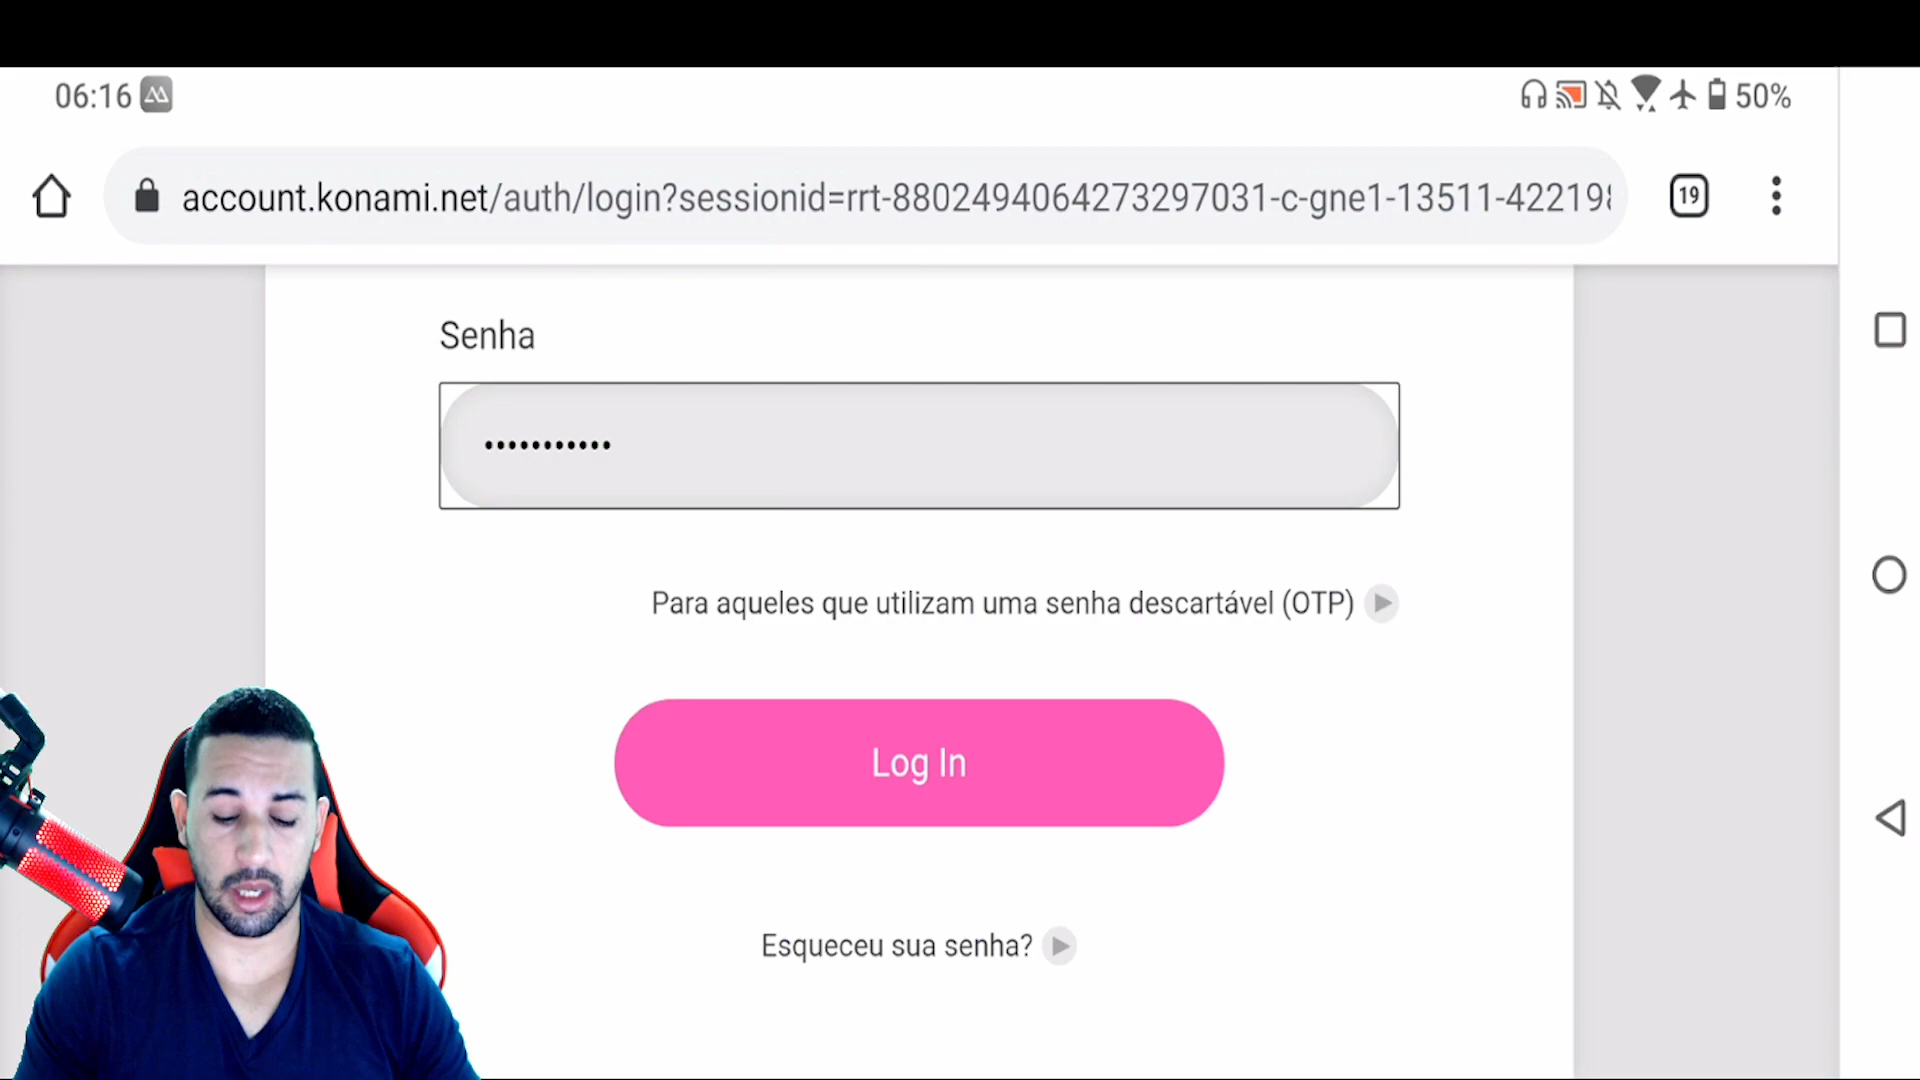 06:16
50%
account.konami.net/auth/login?sessionid=rrt-8802494064273297031-c-gne1-13511-42219
19
Senha
•••••••••••
Para aqueles que utilizam uma senha descartável (OTP)
Log In
Esqueceu sua senha?